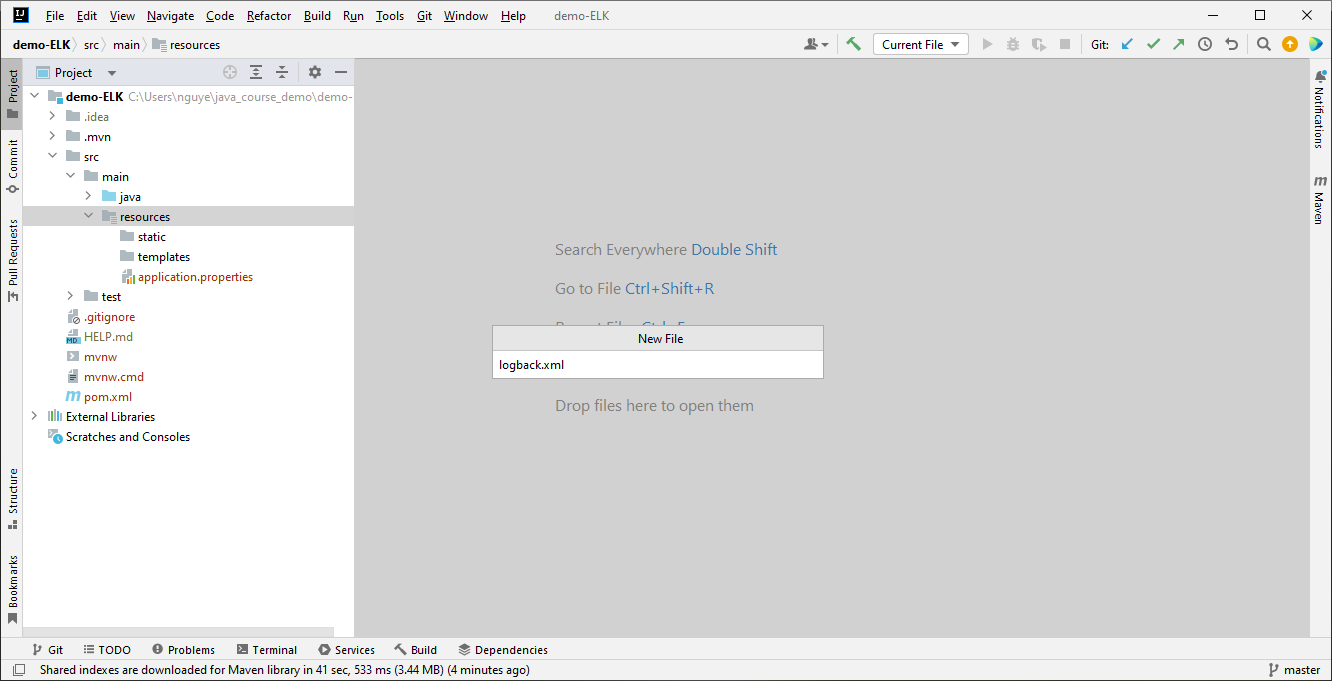 File Edit View Navigate Code Refactor Build Run Tools Git Window Help demo-ELK
demo-ELK src main resources
Current File
Git:
Project
demo-ELK C:\Users\nguye\java_course_demo\demo-
.idea
.mvn
src
main
java
resources
static
templates
application.properties
test
.gitignore
MD HELP.md
mvnw
mvnw.cmd
m pom.xml
External Libraries
Scratches and Consoles
Project
Commit
Pull Requests
Structure
Bookmarks
Search Everywhere Double Shift
Go to File Ctrl+Shift+R
New File
logback.xml
Drop files here to open them
Notifications
m
Maven
Git TODO Problems Terminal Services Build Dependencies
Shared indexes are downloaded for Maven library in 41 sec, 533 ms (3.44 MB) (4 minutes ago)
master